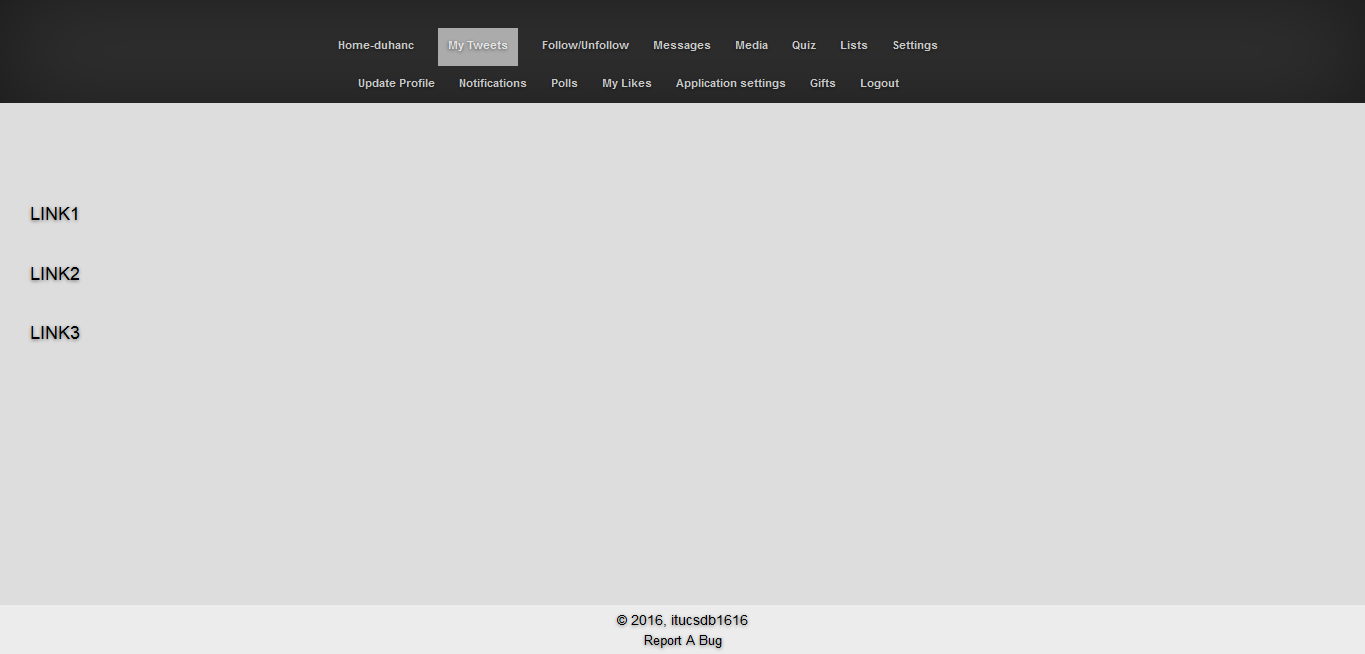 Home-duhanc My Tweets Follow/Unfollow Messages Media Quiz Lists Settings
Update Profile Notifications Polls My Likes Application settings Gifts Logout
LINK1
LINK2
LINK3
© 2016, itucsdb1616
Report A Bug